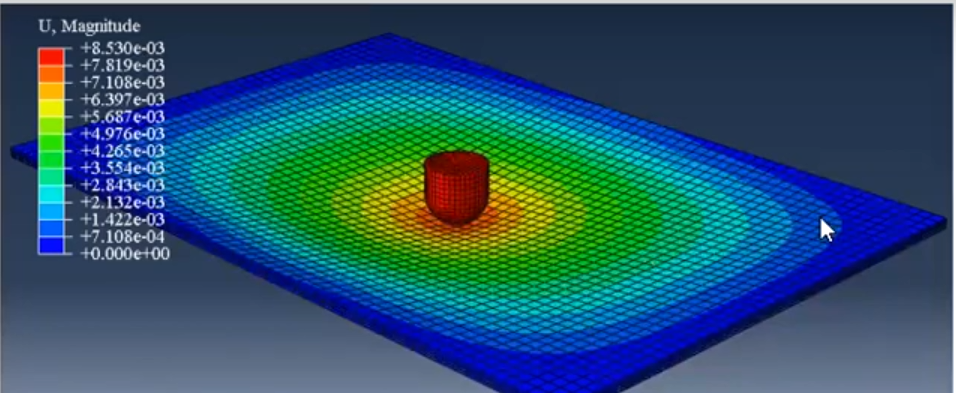 U, Magnitude
+8.530e-03
+7.819e-03
+7.108e-03
+6.397e-03
+5.687e-03
+4.976e-03
+4.265e-03
+3.554e-03
+2.843e-03
+2.132e-03
+1.422e-03
+7.108e-04
+0.000e+00